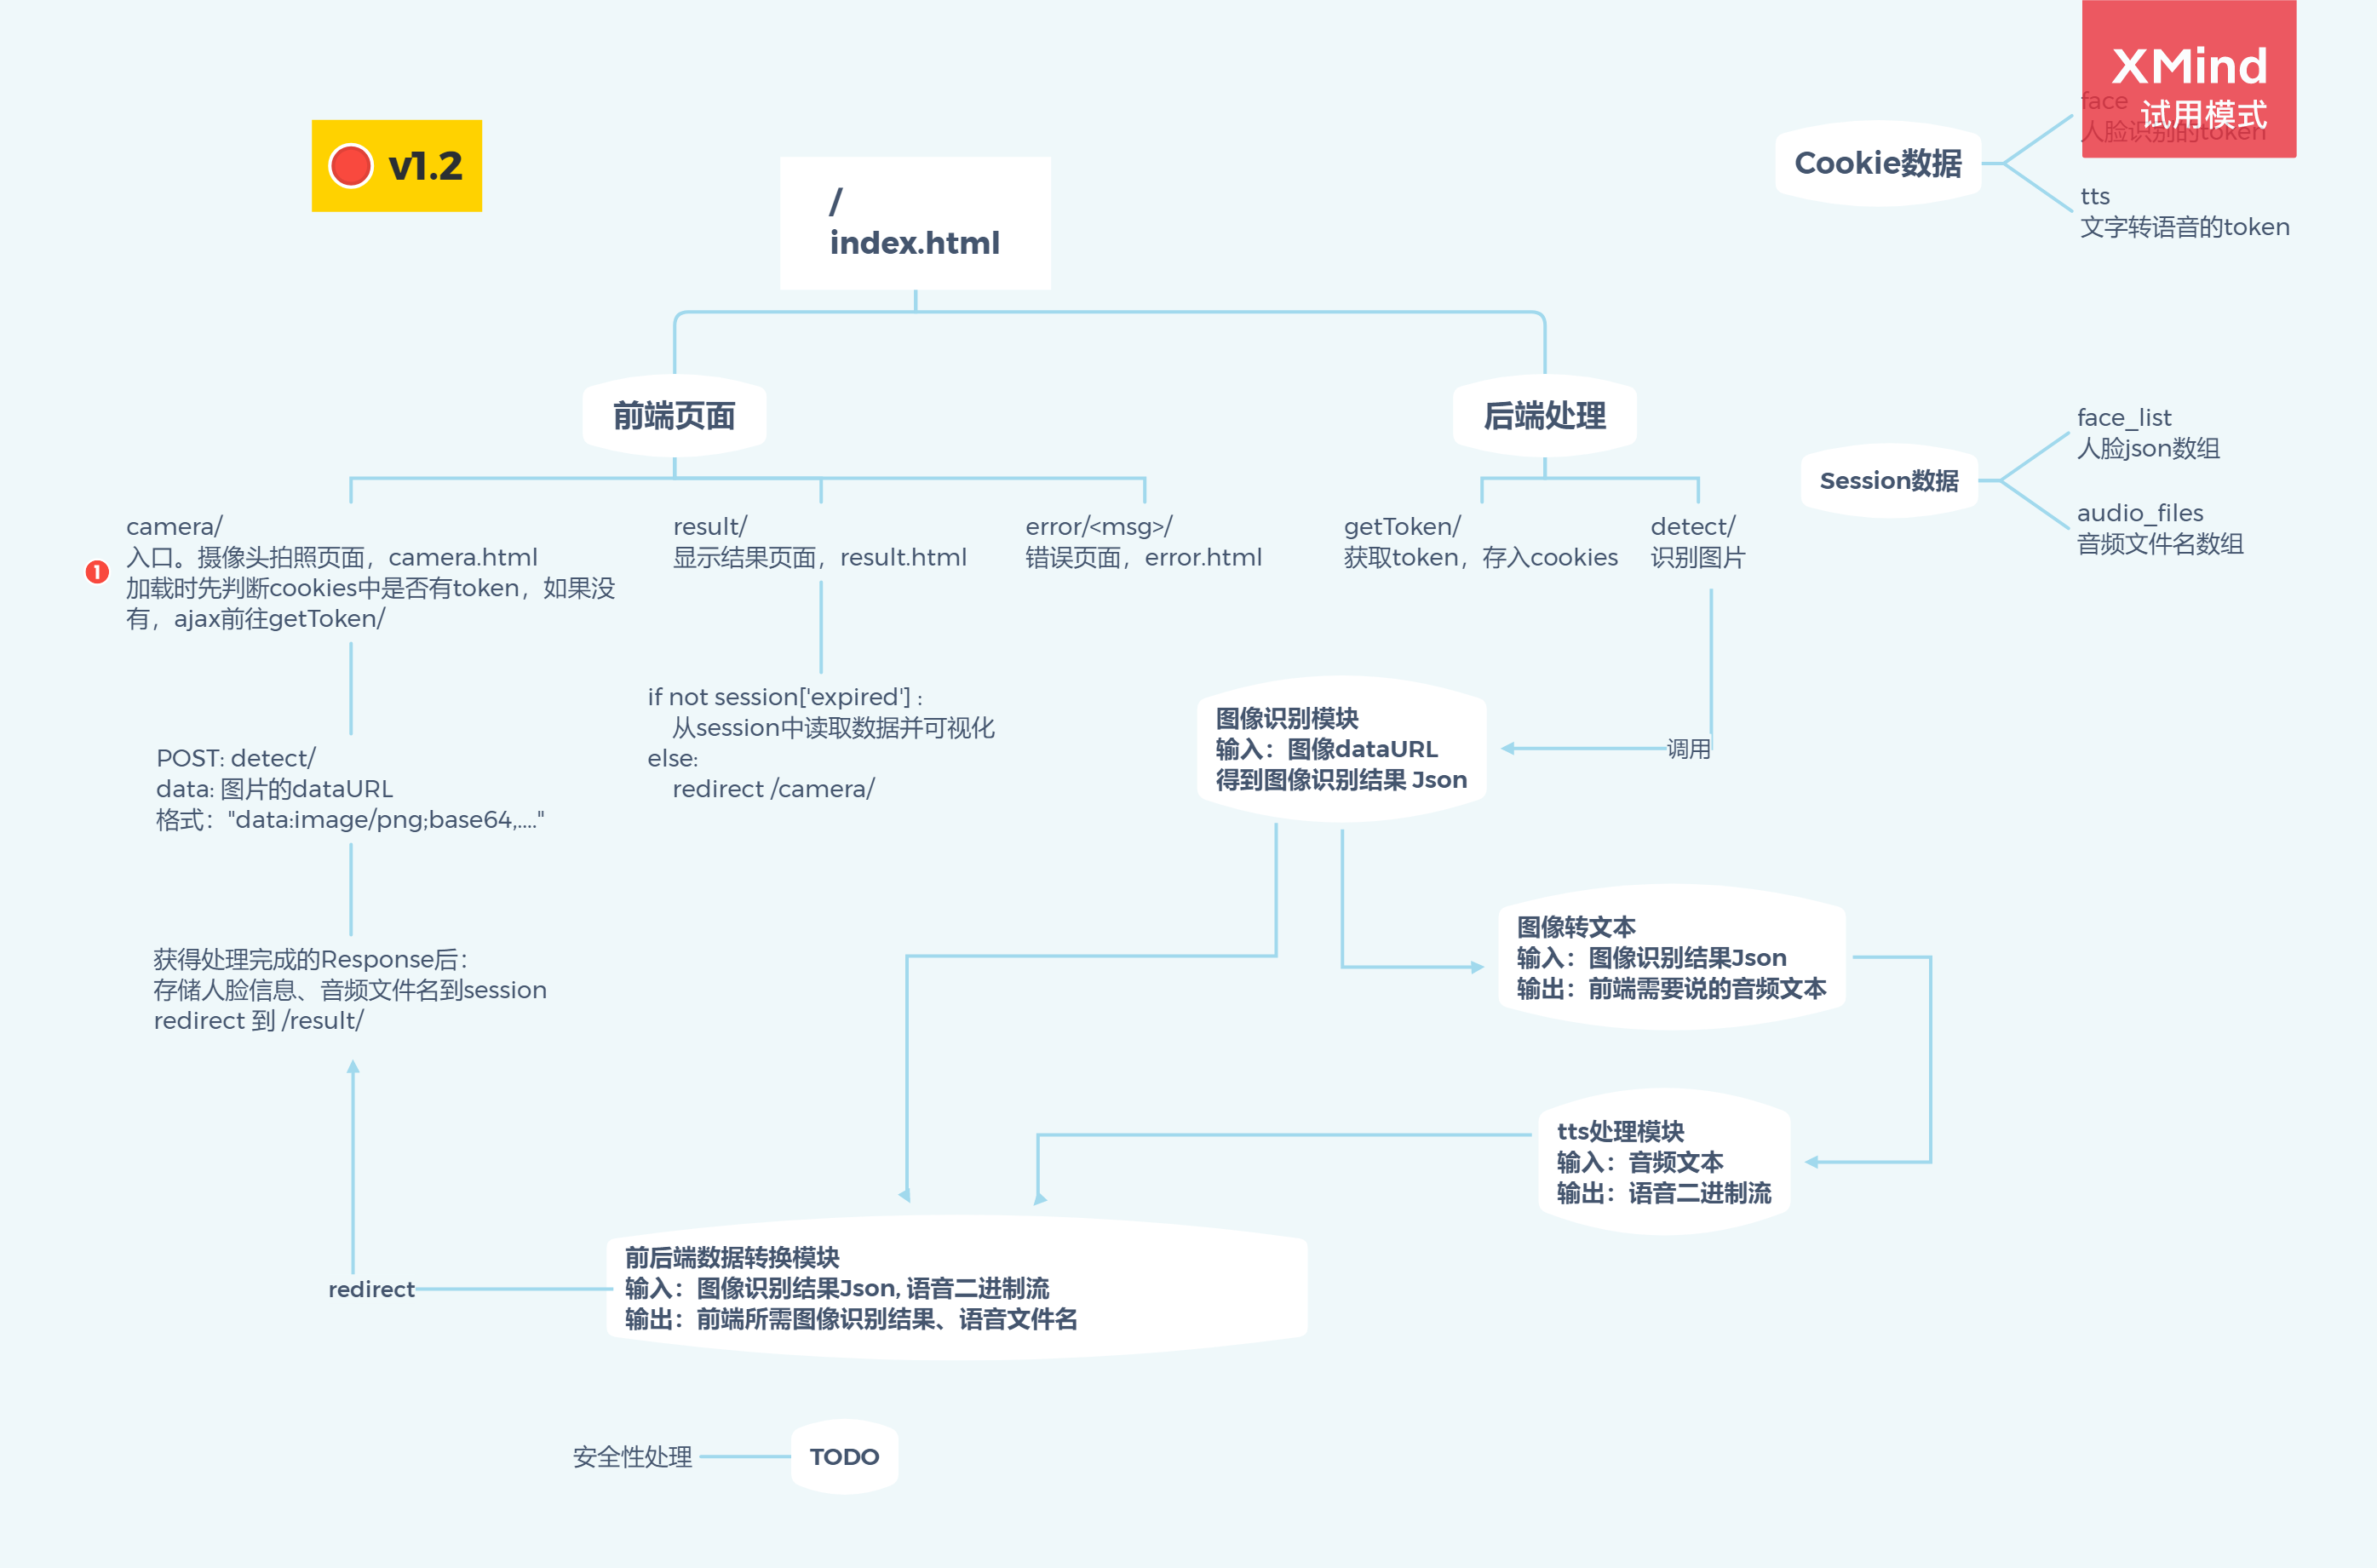 XMind
试用模式
v1.2
/
index.html
Cookie数据
face
人脸识别的token
tts
文字转语音的token
前端页面
后端处理
Session数据
face_list
人脸json数组
audio_files
音频文件名数组
1
camera/
入口。摄像头拍照页面，camera.html
加载时先判断cookies中是否有token，如果没
有，ajax前往getToken/
result/
显示结果页面，result.html
error/<msg>/
错误页面，error.html
getToken/
获取token，存入cookies
detect/
识别图片
POST: detect/
data: 图片的dataURL
格式："data:image/png;base64,...."
if not session['expired'] :
从session中读取数据并可视化
else:
redirect /camera/
图像识别模块
输入：图像dataURL
得到图像识别结果 Json
调用
获得处理完成的Response后：
存储人脸信息、音频文件名到session
redirect 到 /result/
图像转文本
输入：图像识别结果Json
输出：前端需要说的音频文本
tts处理模块
输入：音频文本
输出：语音二进制流
redirect
前后端数据转换模块
输入：图像识别结果Json, 语音二进制流
输出：前端所需图像识别结果、语音文件名
安全性处理
TODO